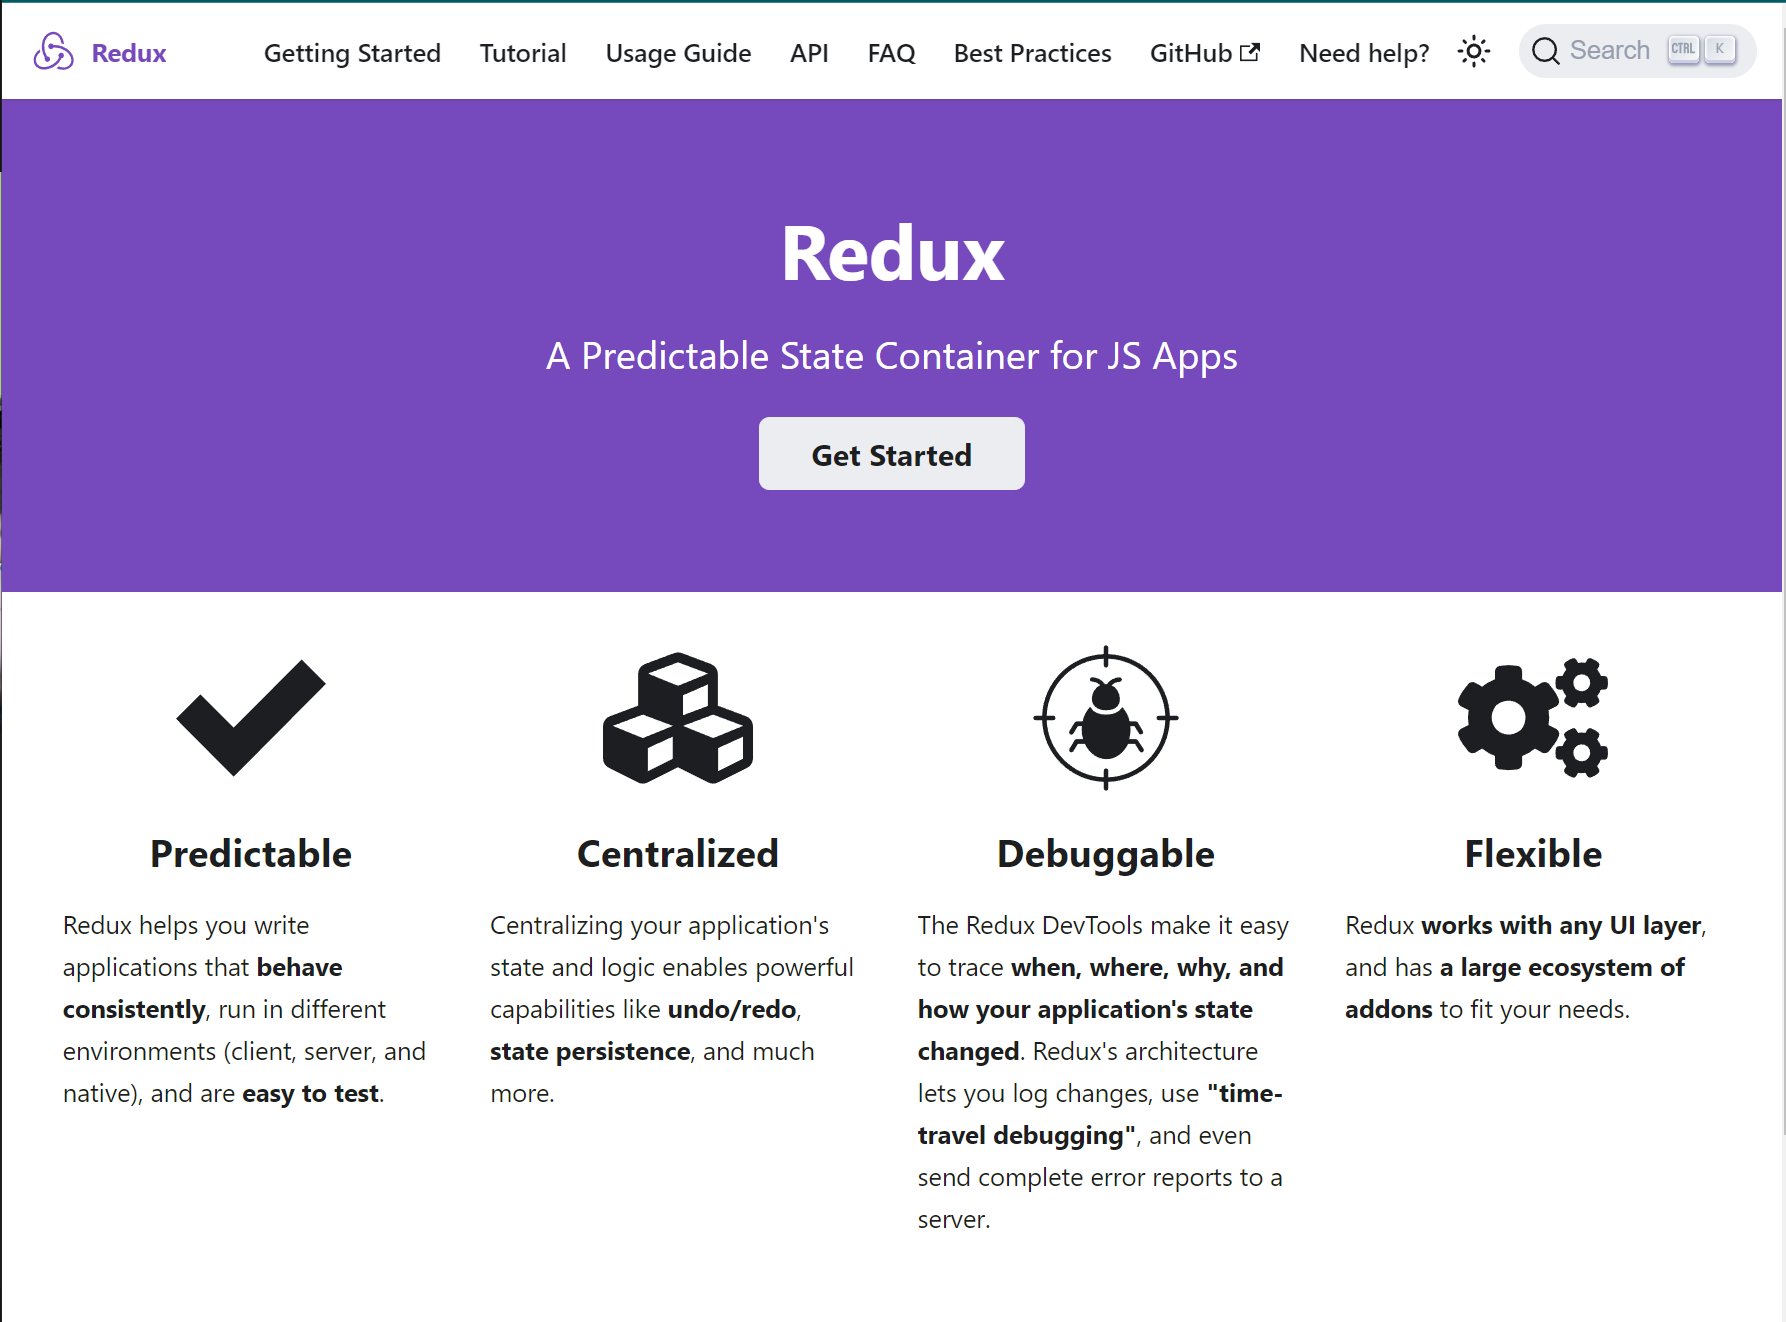 Redux
Getting Started
Tutorial
Usage Guide
API
FAQ
Best Practices
GitHub
Need help?
Search
CTRL
K
Redux
A Predictable State Container for JS Apps
Get Started
Predictable
Redux helps you write
applications that behave
consistently, run in different
environments (client, server, and
native), and are easy to test.
Centralized
Centralizing your application's
state and logic enables powerful
capabilities like undo/redo,
state persistence, and much
more.
Debuggable
The Redux DevTools make it easy
to trace when, where, why, and
how your application's state
changed. Redux's architecture
lets you log changes, use "time-
travel debugging", and even
send complete error reports to a
server.
Flexible
Redux works with any UI layer,
and has a large ecosystem of
addons to fit your needs.